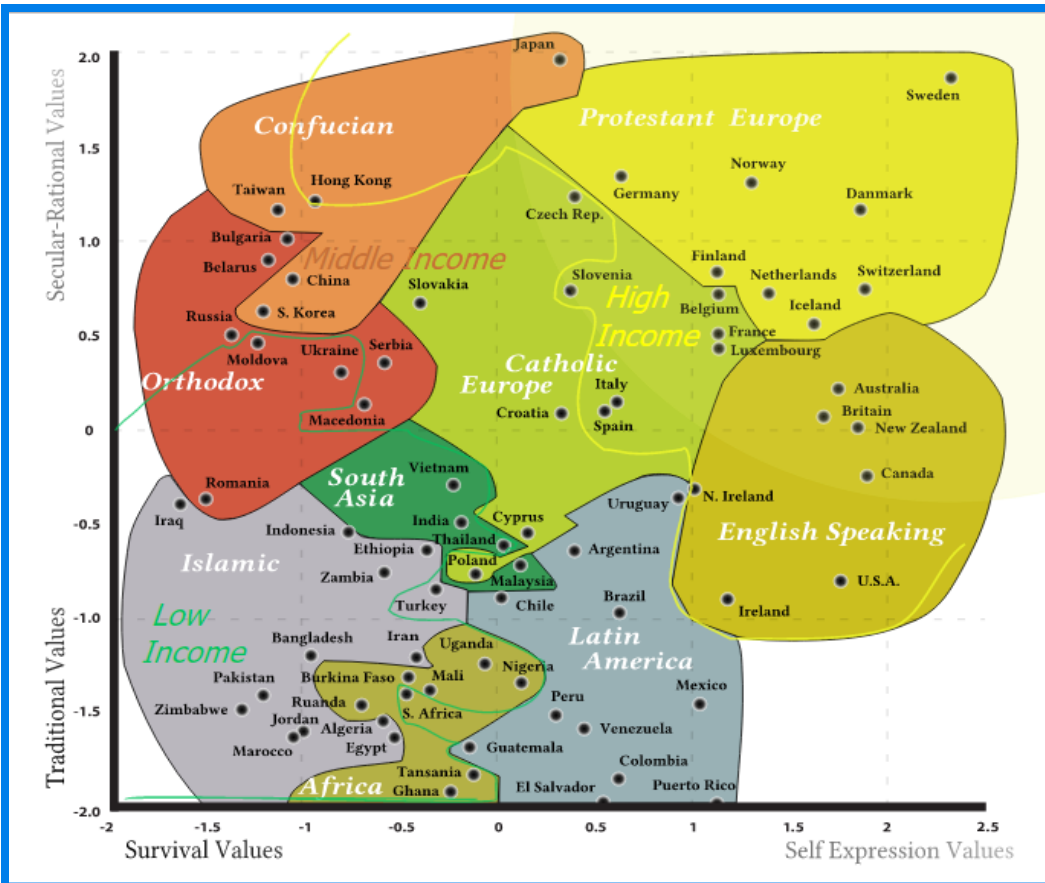 Japan
2.0
Sweden
Secular-Rational Values
Protestant Europe
Confucian
1.5
Norway
Hong Kong
Taiwan
Germany
Danmark
Czech Rep.
Bulgaria
1.0
Middle Income
Finland
Belarus
China
Slovenia
Netherlands
Switzerland
Slovakia
High
Income
Belgium
Iceland
Russia
S. Korea
0.5
France
Moldova
Ukraine
Serbia
Luxembourg
Catholic
Europe
Orthodox
Italy
Australia
Croatia
Spain
Britain
Macedonia
0
New Zealand
South
Asia
Vietnam
Canada
Romania
Uruguay
N. Ireland
Iraq
-0.5
India
Cyprus
Indonesia
Thailand
English Speaking
Ethiopia
Argentina
Islamic
Poland
Zambia
Malaysia
U.S.A.
Turkey
Chile
Brazil
Ireland
Low
Income
-1.0
Traditional Values
Latin
America
Bangladesh
Iran
Uganda
Burkina Faso
Mali
Nigeria
Pakistan
Mexico
Peru
Zimbabwe
Ruanda
-1.5
S. Africa
Jordan
Algeria
Venezuela
Marocco
Egypt
Guatemala
Colombia
Tansania
Africa
Ghana
El Salvador
Puerto Rico
-2.0
-2 -1.5 -1 -0.5 0 0.5 1 1.5 2 2.5
Survival Values
Self Expression Values